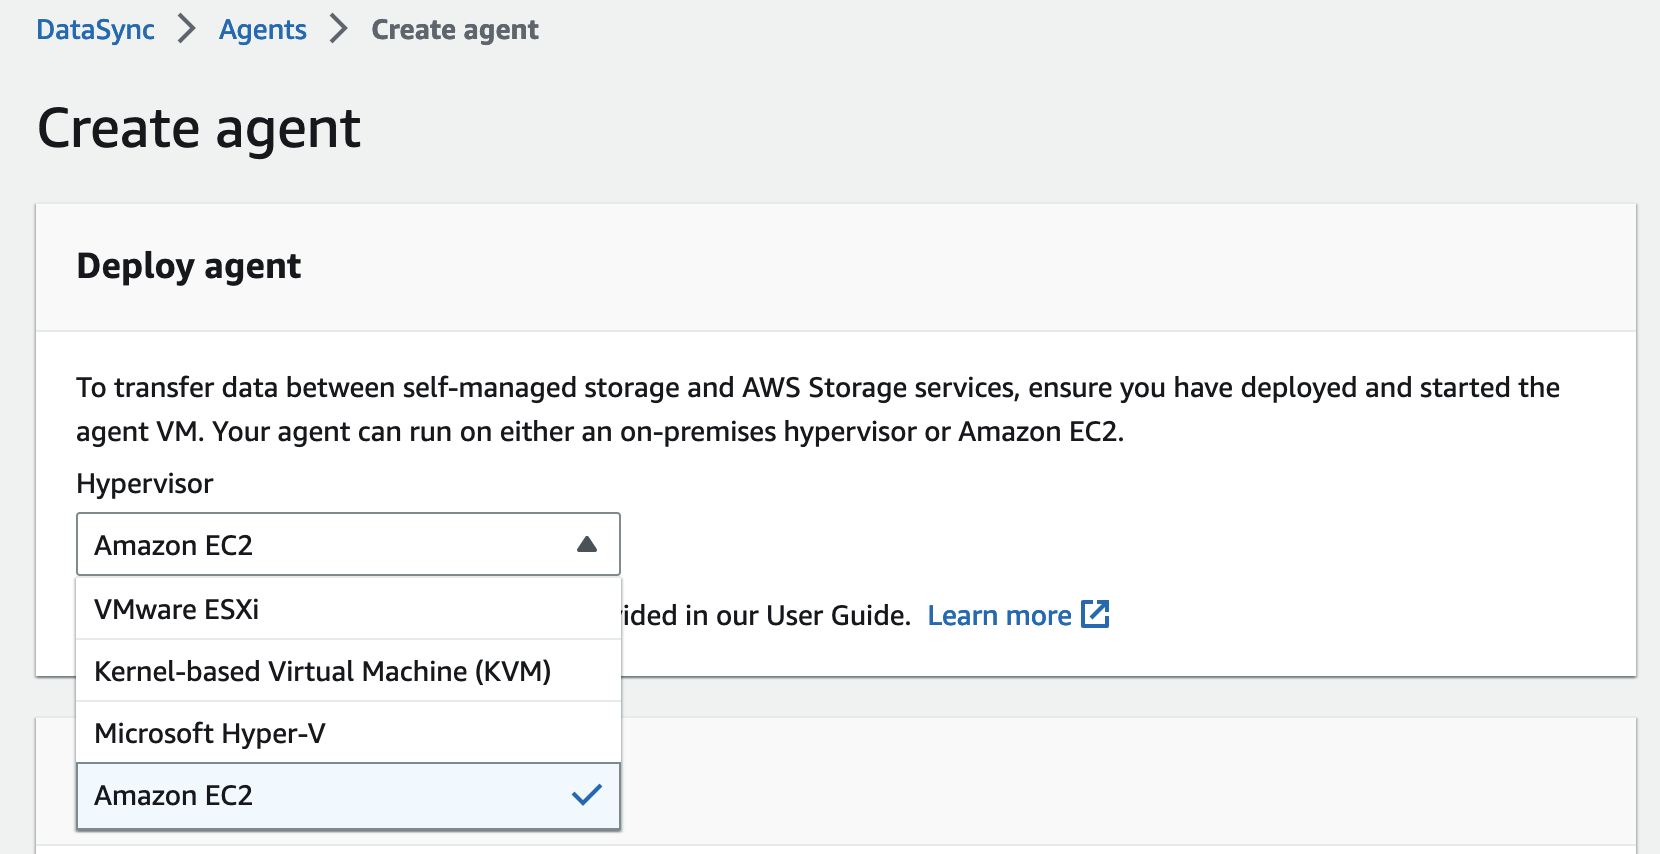 DataSync > Agents > Create agent
Create agent
Deploy agent
To transfer data between self-managed storage and AWS Storage services, ensure you have deployed and started the
agent VM. Your agent can run on either an on-premises hypervisor or Amazon EC2.
Hypervisor
Amazon EC2
VMware ESXi
in our User Guide. Learn more
Kernel-based Virtual Machine (KVM)
Microsoft Hyper-V
Amazon EC2